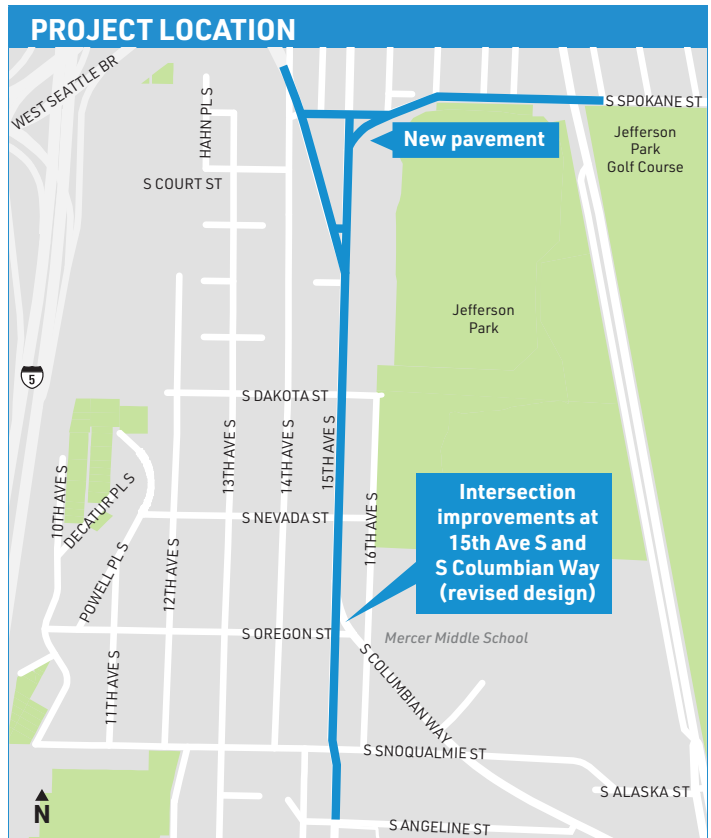 PROJECT LOCATION
WEST SEATTLE BR
HAHN PL S
S SPOKANE ST
New pavement
Jefferson
Park
Golf Course
S COURT ST
Jefferson
Park
5
S DAKOTA ST
10TH AVE S
DECATUR PL S
13TH AVE S
14TH AVE S
15TH AVE S
16TH AVE S
S NEVADA ST
Intersection
improvements at
15th Ave S and
S Columbian Way
(revised design)
POWELL PL S
12TH AVE S
S OREGON ST
Mercer Middle School
S COLUMBIAN WAY
11TH AVE S
S SNOQUALMIE ST
S ALASKA ST
N
S ANGELINE ST